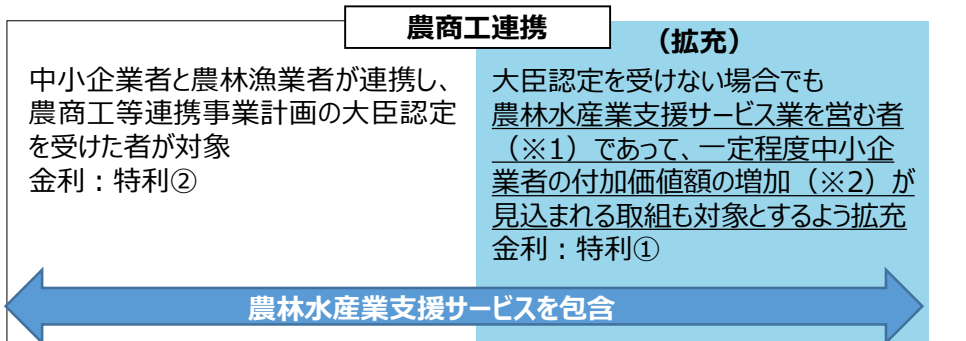 農商工連携
中小企業者と農林漁業者が連携し、
農商工等連携事業計画の大臣認定
を受けた者が対象
金利：特利②
（拡充）
大臣認定を受けない場合でも
農林水産業支援サービス業を営む者
（※1）であって、一定程度中小企
業者の付加価値額の増加（※2）が
見込まれる取組も対象とするよう拡充
金利：特利①
農林水産業支援サービスを包含